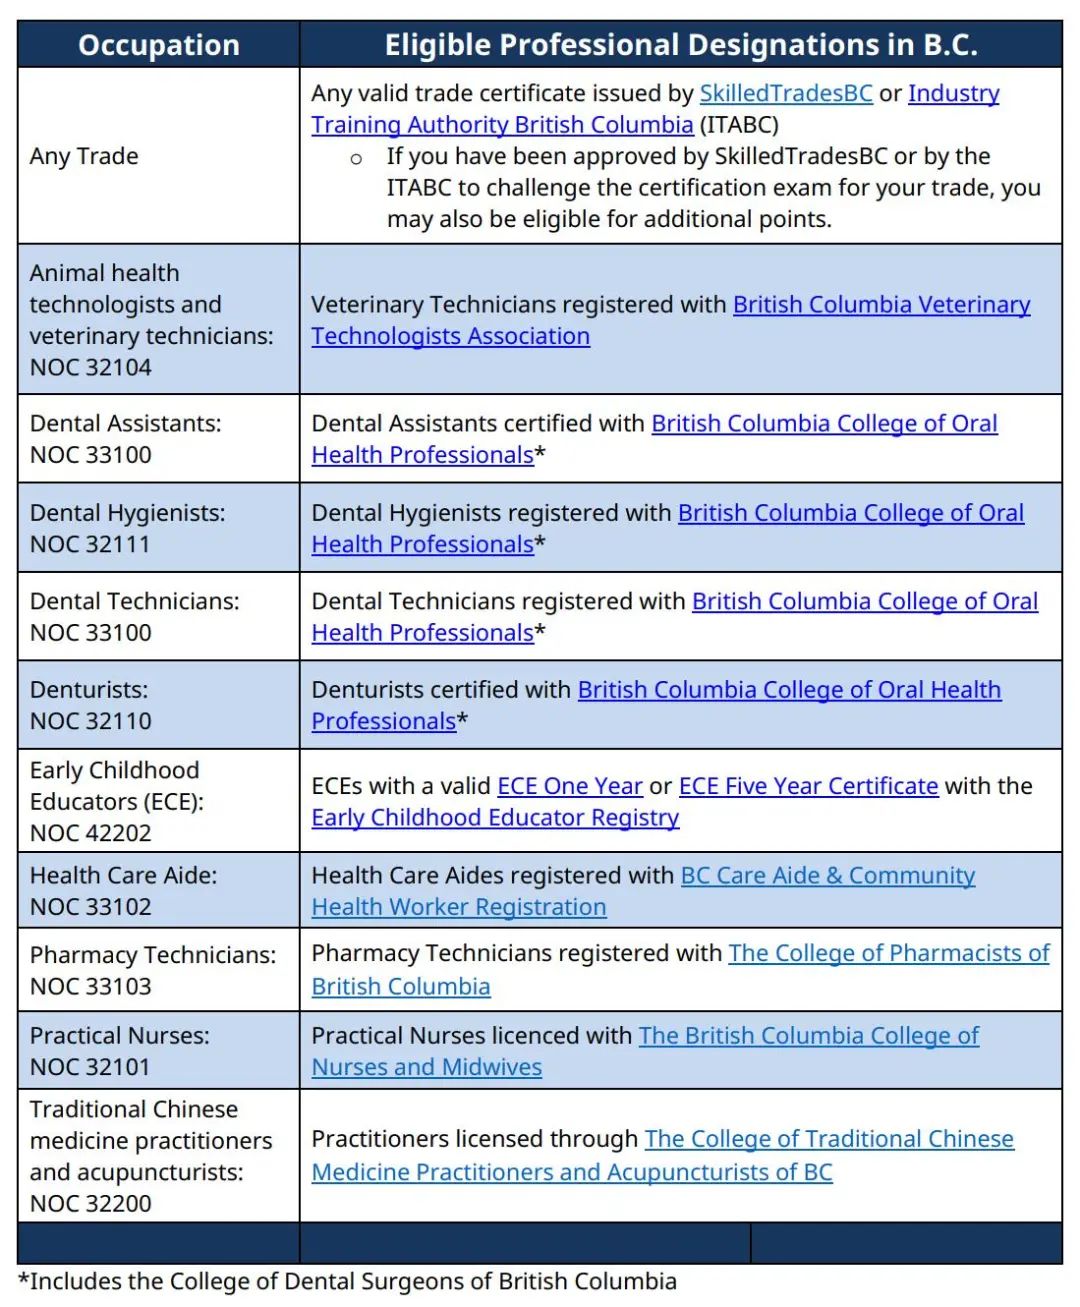 Occupation
Eligible Professional Designations in B.C.
Any Trade
Any valid trade certificate issued by SkilledTradesBC or Industry
Training Authority British Columbia (ITABC)
o If you have been approved by SkilledTradesBC or by the
ITABC to challenge the certification exam for your trade, you
may also be eligible for additional points.
Animal health
technologists and
veterinary technicians:
NOC 32104
Veterinary Technicians registered with British Columbia Veterinary
Technologists Association
Dental Assistants:
NOC 33100
Dental Assistants certified with British Columbia College of Oral
Health Professionals*
Dental Hygienists:
NOC 32111
Dental Hygienists registered with British Columbia College of Oral
Health Professionals*
Dental Technicians:
NOC 33100
Dental Technicians registered with British Columbia College of Oral
Health Professionals*
Denturists:
NOC 32110
Denturists certified with British Columbia College of Oral Health
Professionals*
Early Childhood
Educators (ECE):
NOC 42202
ECEs with a valid ECE One Year or ECE Five Year Certificate with the
Early Childhood Educator Registry
Health Care Aide:
NOC 33102
Health Care Aides registered with BC Care Aide & Community
Health Worker Registration
Pharmacy Technicians:
NOC 33103
Pharmacy Technicians registered with The College of Pharmacists of
British Columbia
Practical Nurses:
NOC 32101
Practical Nurses licenced with The British Columbia College of
Nurses and Midwives
Traditional Chinese
medicine practitioners
and acupuncturists:
NOC 32200
Practitioners licensed through The College of Traditional Chinese
Medicine Practitioners and Acupuncturists of BC
*Includes the College of Dental Surgeons of British Columbia